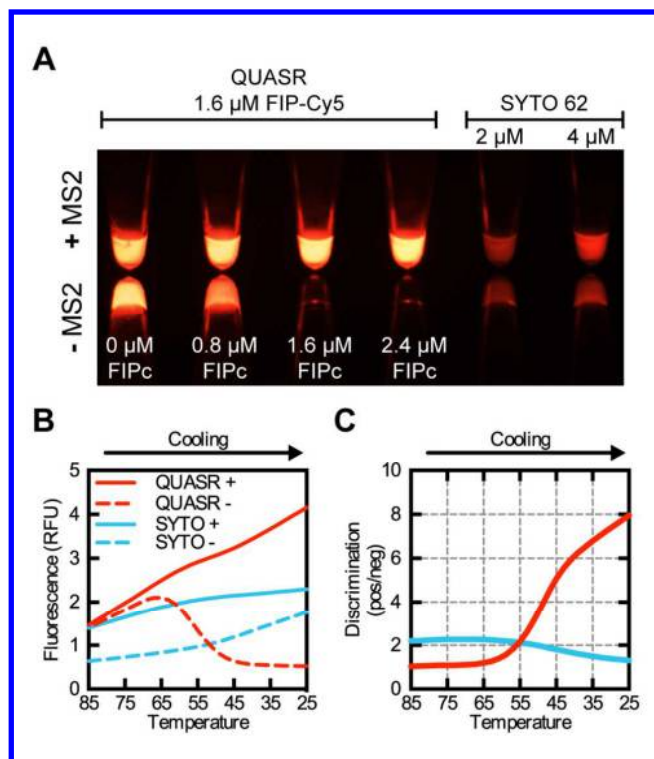 A
QUASR
1.6 µM FIP-Cy5
SYTO 62
2 µM
4 µM
+ MS2
- MS2
0 µM
FIPc
0.8 µM
FIPc
1.6 µM
FIPc
2.4 µM
FIPc
B
Cooling
Fluorescence (RFU)
5
4
3
2
1
0
QUASR +
QUASR -
SYTO +
SYTO -
85 75 65 55 45 35 25
Temperature
C
Cooling
Discrimination
(pos/neg)
10
8
6
4
2
0
85 75 65 55 45 35 25
Temperature